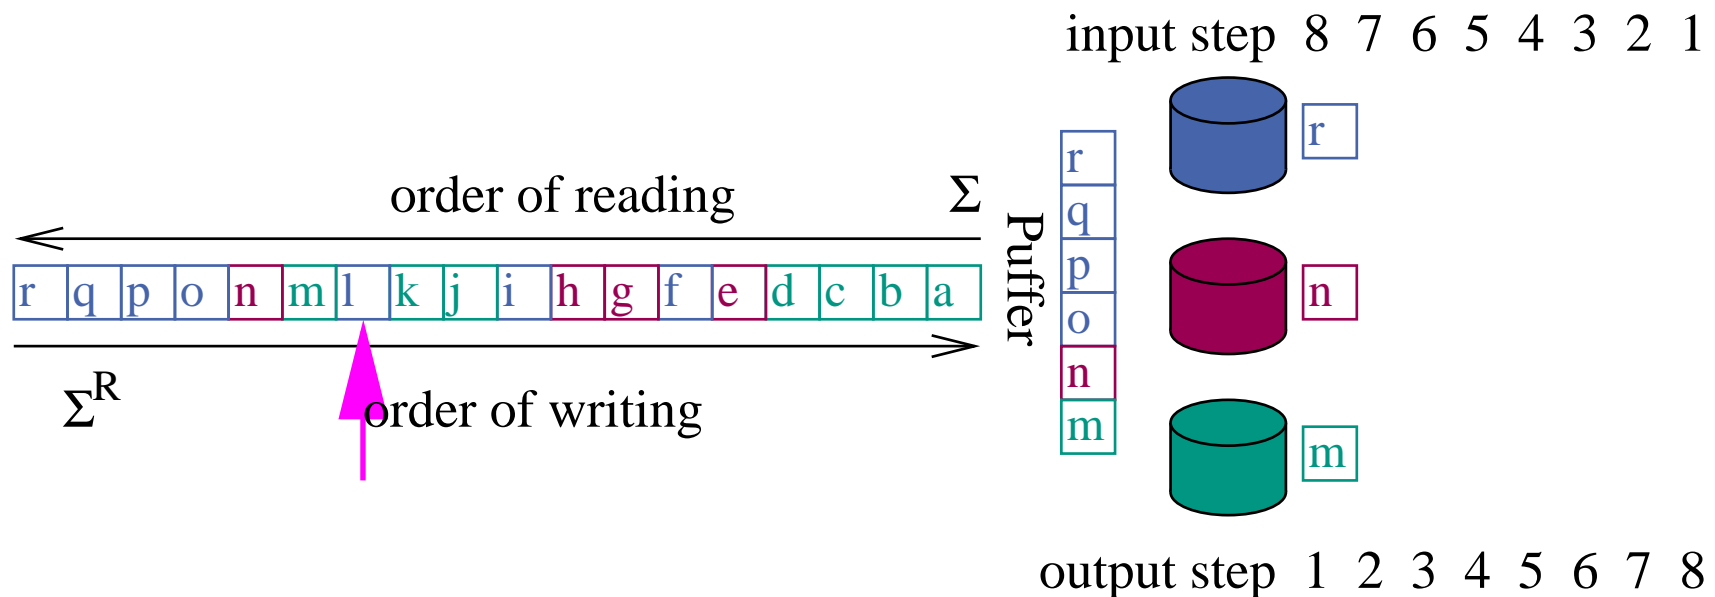 input step 8 7 6 5 4 3 2 1
order of reading Σ
r q p o n m l k j i h g f e d c b a
Σ^R
order of writing
Puffer
r
q
p
o
n
m
r
n
m
output step 1 2 3 4 5 6 7 8